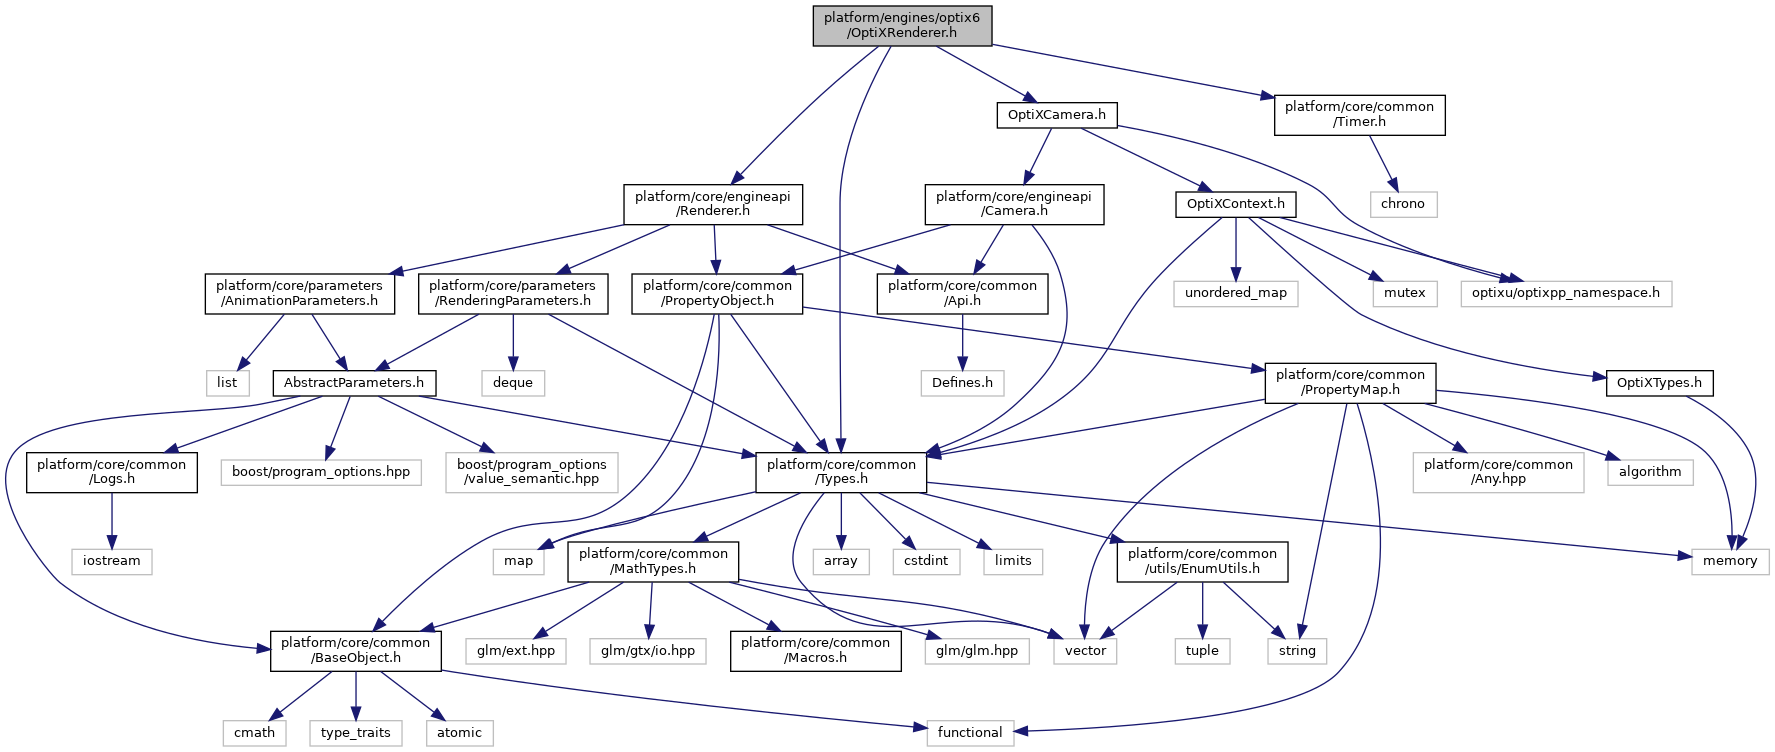 platform/engines/optix6
/OptiXRenderer.h
OptiXCamera.h
platform/core/common
/Timer.h
platform/core/engineapi
/Renderer.h
platform/core/engineapi
/Camera.h
OptiXContext.h
chrono
platform/core/parameters
/AnimationParameters.h
platform/core/parameters
/RenderingParameters.h
platform/core/common
/PropertyObject.h
platform/core/common
/Api.h
unordered_map
mutex
optixu/optixpp_namespace.h
list
AbstractParameters.h
deque
Defines.h
platform/core/common
/PropertyMap.h
OptiXTypes.h
platform/core/common
/Logs.h
boost/program_options.hpp
boost/program_options
/value_semantic.hpp
platform/core/common
/Types.h
platform/core/common
/Any.hpp
algorithm
iostream
map
platform/core/common
/MathTypes.h
array
cstdint
limits
platform/core/common
/utils/EnumUtils.h
memory
platform/core/common
/BaseObject.h
glm/ext.hpp
glm/gtx/io.hpp
platform/core/common
/Macros.h
glm/glm.hpp
vector
tuple
string
cmath
type_traits
atomic
functional